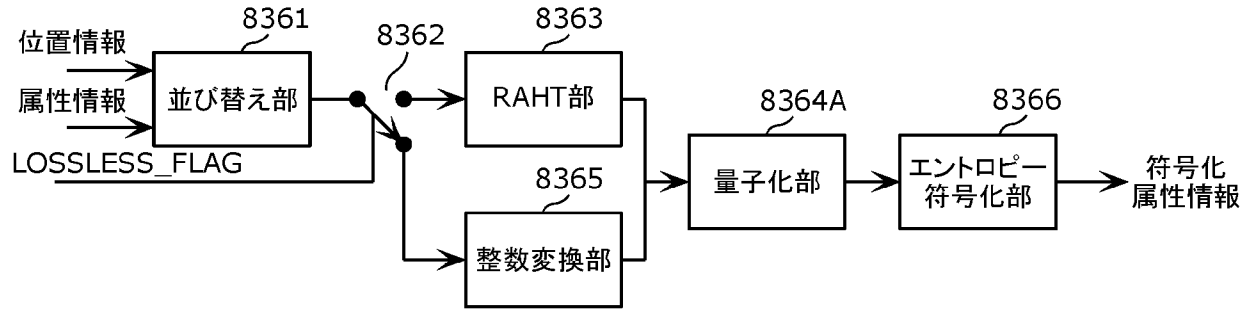 8361
8362
8363
位置情報
属性情報
並び替え部
RAHT部
LOSSLESS_FLAG
8364A
8366
8365
量子化部
エントロピー
符号化部
符号化
属性情報
整数変換部